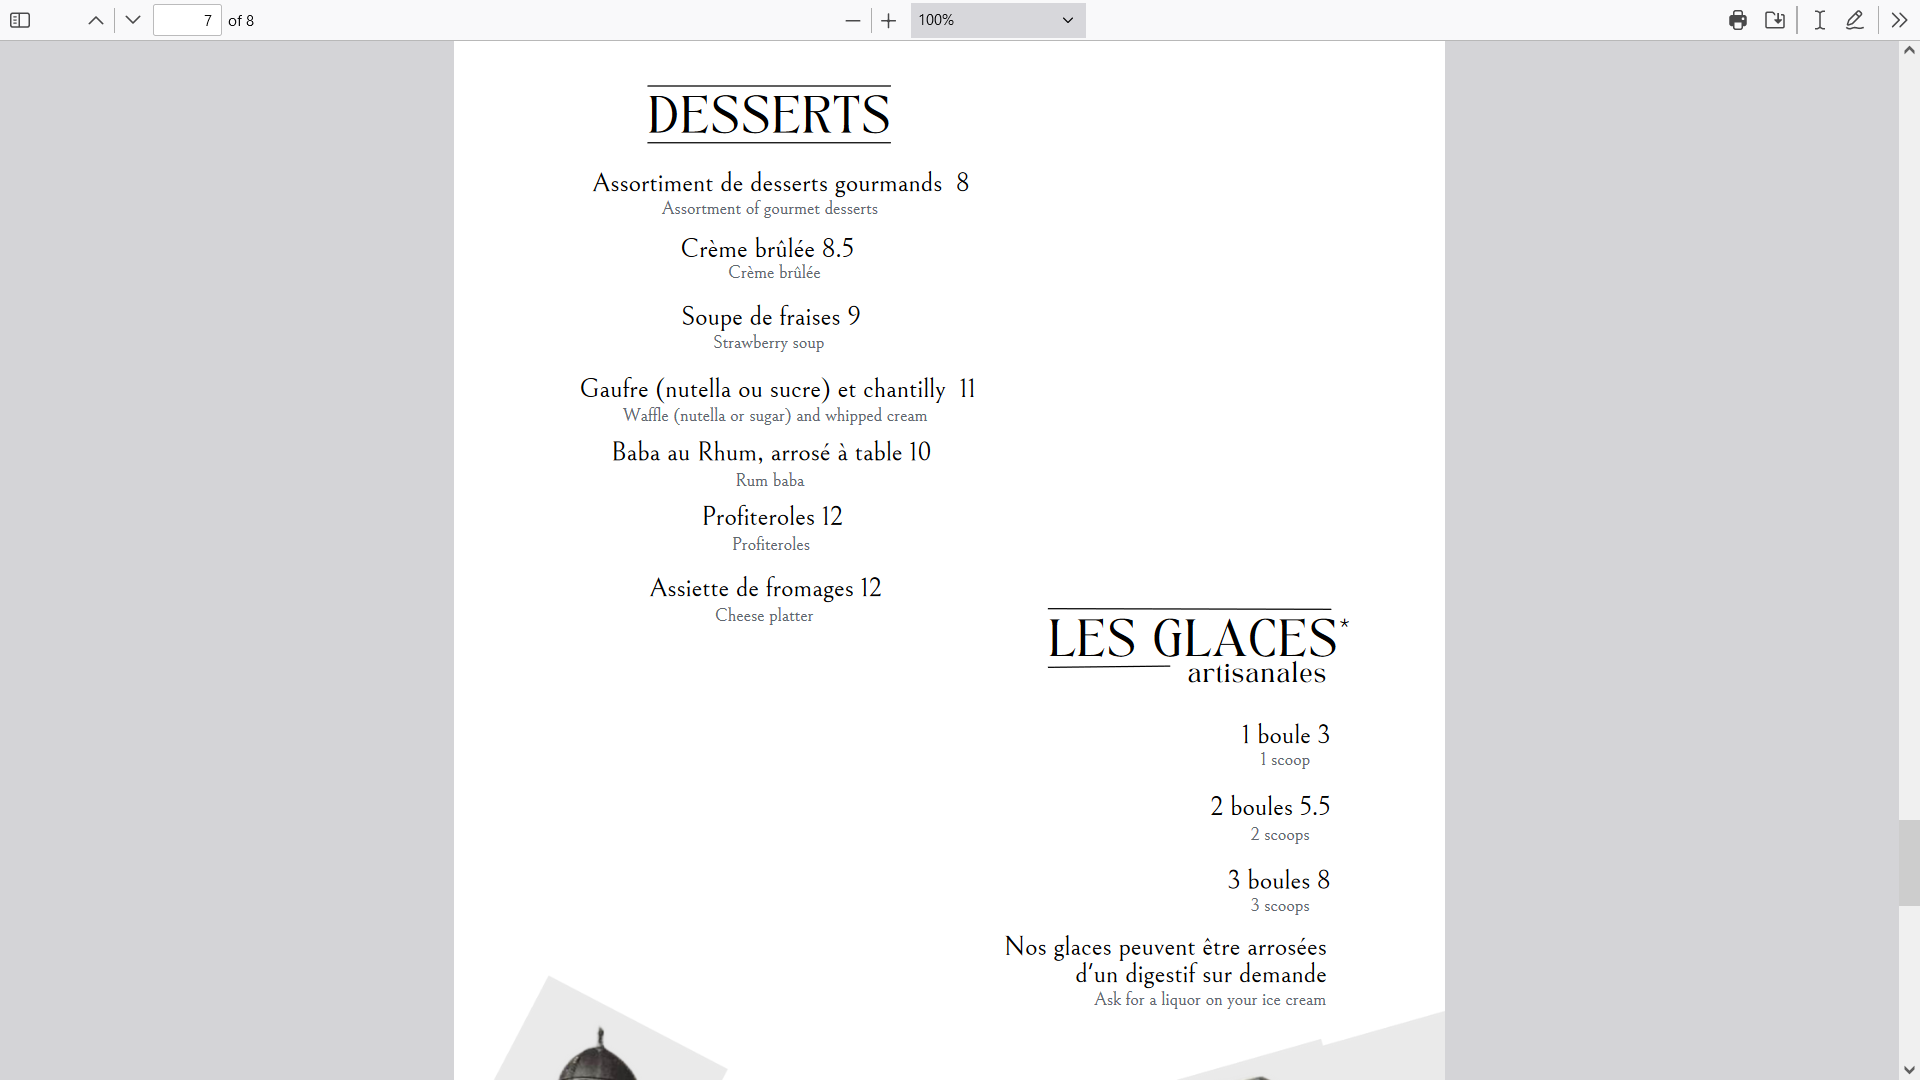 7 of 8
100%
DESSERTS
Assortiment de desserts gourmands 8
Assortment of gourmet desserts
Crème brûlée 8.5
Crème brûlée
Soupe de fraises 9
Strawberry soup
Gaufre (nutella ou sucre) et chantilly 11
Waffle (nutella or sugar) and whipped cream
Baba au Rhum, arrosé à table 10
Rum baba
Profiteroles 12
Profiteroles
Assiette de fromages 12
Cheese platter
LES GLACES*
artisanales
1 boule 3
1 scoop
2 boules 5.5
2 scoops
3 boules 8
3 scoops
Nos glaces peuvent être arrosées
d'un digestif sur demande
Ask for a liquor on your ice cream